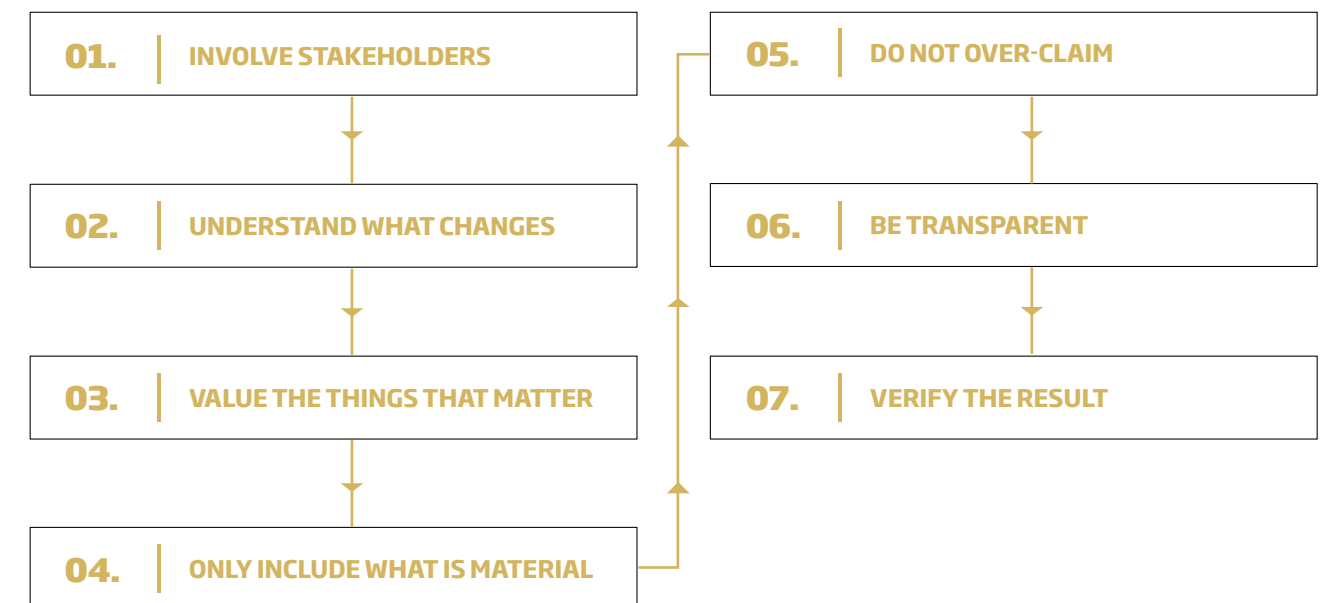 01. INVOLVE STAKEHOLDERS
02. UNDERSTAND WHAT CHANGES
03. VALUE THE THINGS THAT MATTER
04. ONLY INCLUDE WHAT IS MATERIAL
05. DO NOT OVER-CLAIM
06. BE TRANSPARENT
07. VERIFY THE RESULT